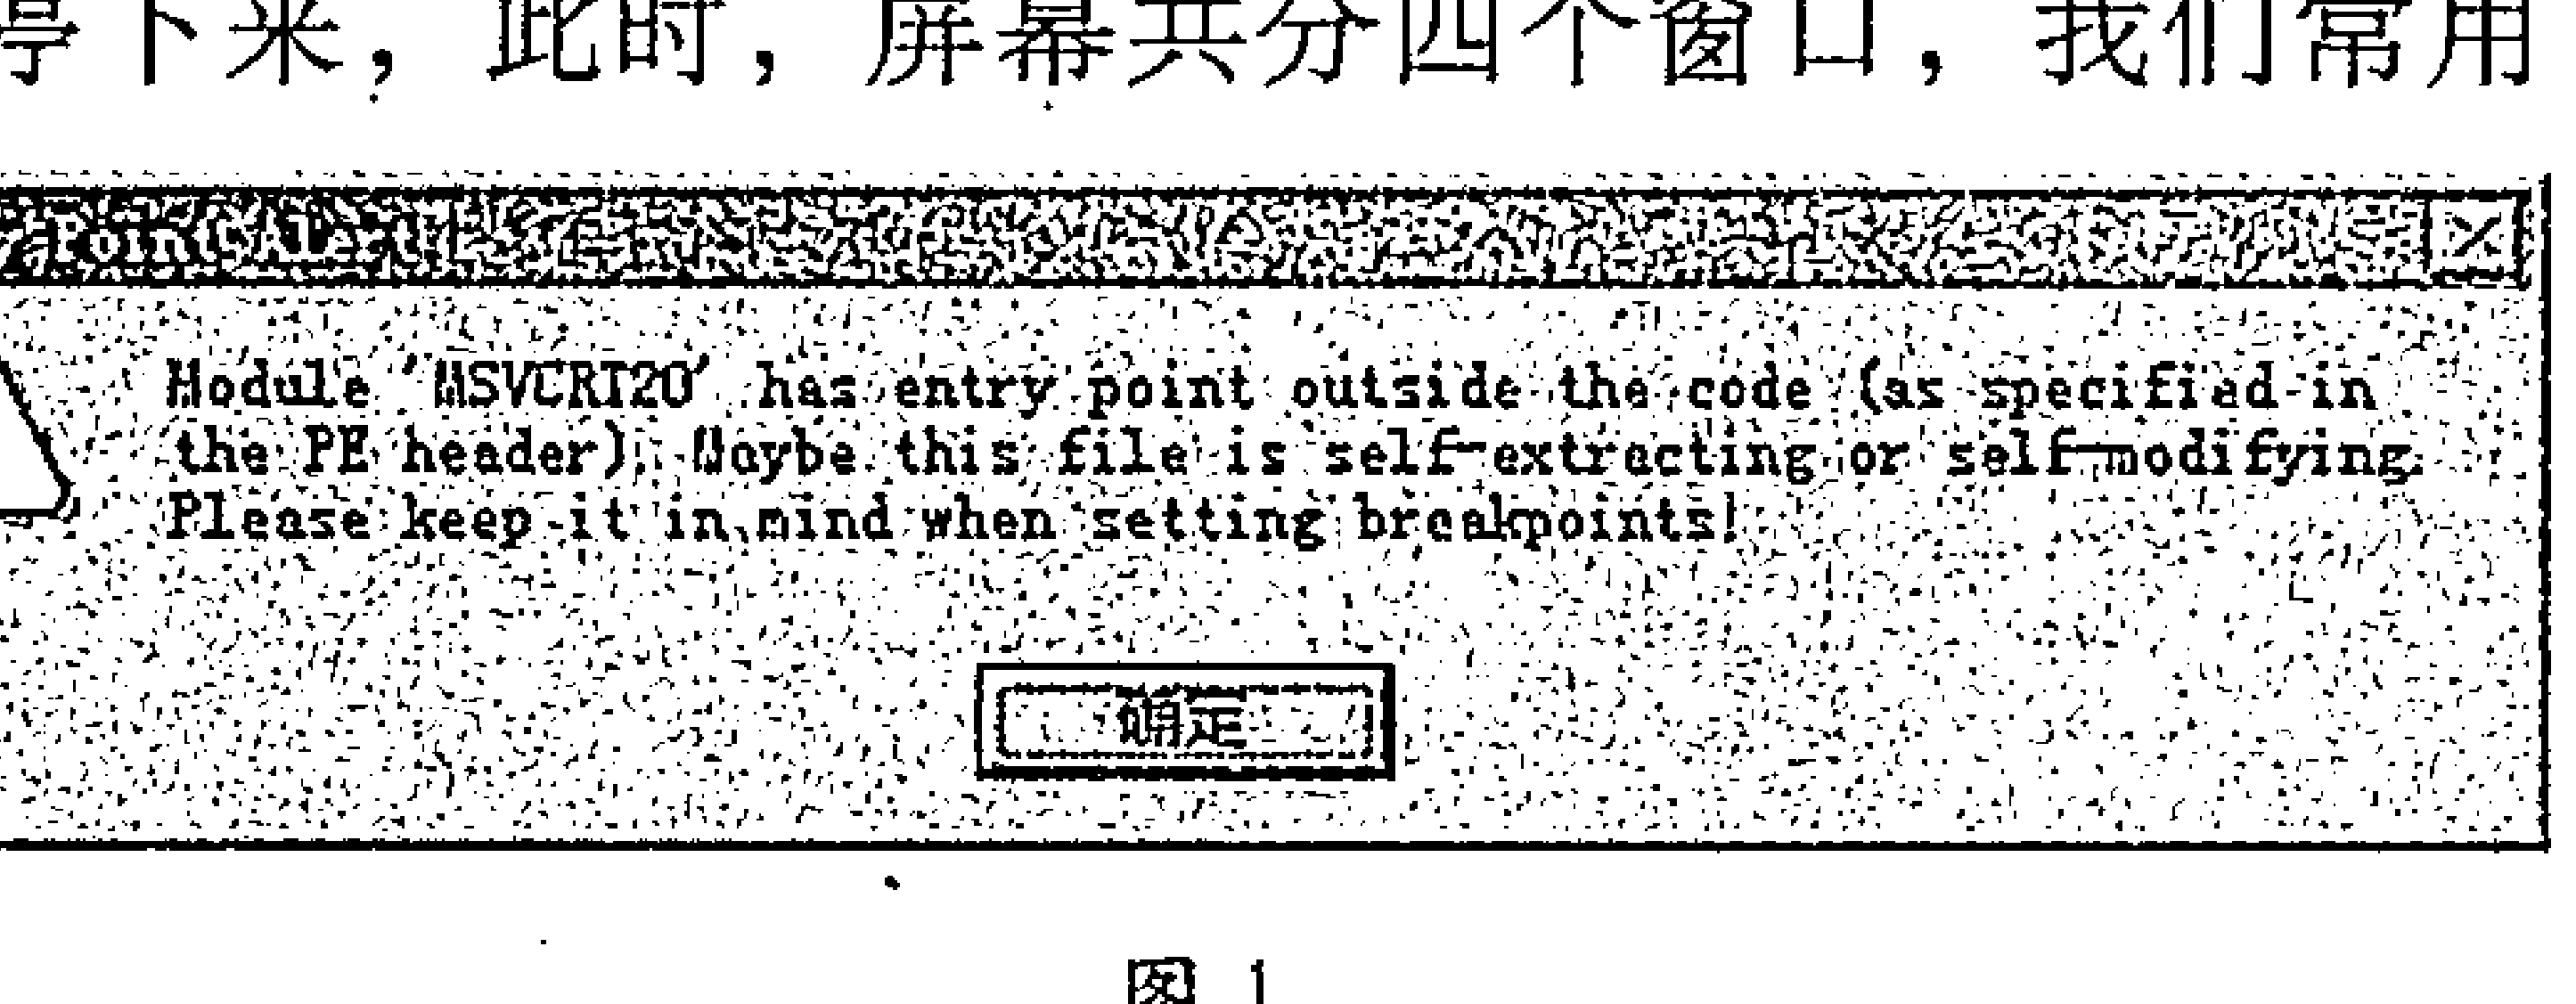 停下来，此时，屏幕共分四个窗口，我们常用
Point Alert
Module 'MSVCRT20' has entry point outside the code (as specified in
the PE header). Maybe this file is self-extracting or self-modifying.
Please keep it in mind when setting breakpoints!
确定
图 1